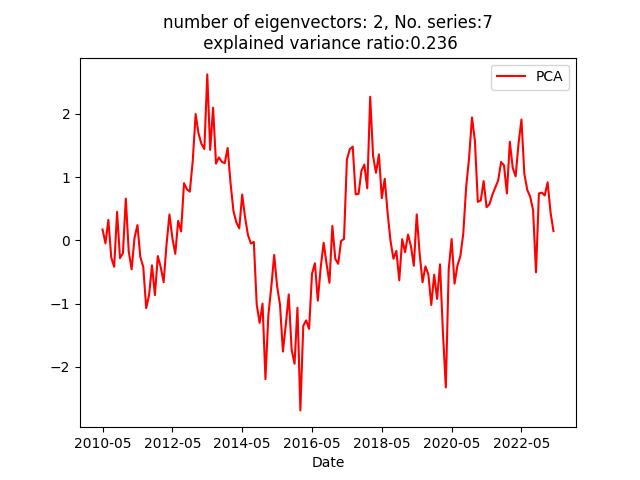 number of eigenvectors: 2, No. series:7
explained variance ratio:0.236
PCA
2
1
0
−1
−2
2010-05 2012-05 2014-05 2016-05 2018-05 2020-05 2022-05
Date